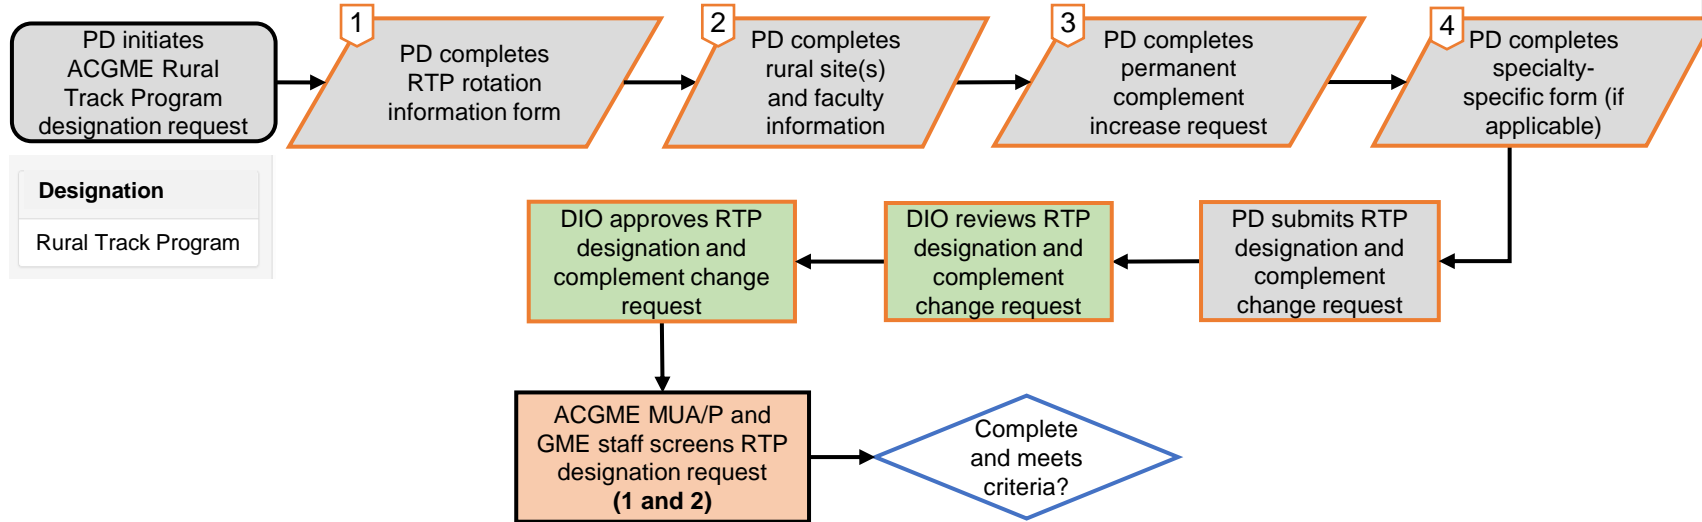 PD initiates
ACGME Rural
Track Program
designation request
1
PD completes
RTP rotation
information form
2
PD completes
rural site(s)
and faculty
information
3
PD completes
permanent
complement
increase request
4
PD completes
specialty-
specific form (if
applicable)
Designation
Rural Track Program
DIO approves RTP
designation and
complement change
request
DIO reviews RTP
designation and
complement
change request
PD submits RTP
designation and
complement
change request
ACGME MUA/P and
GME staff screens RTP
designation request
(1 and 2)
Complete
and meets
criteria?